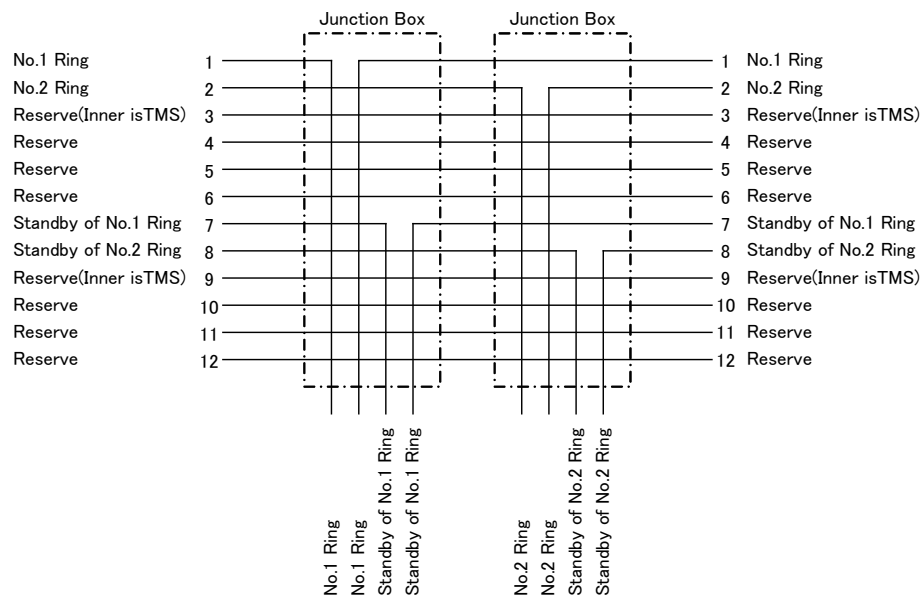 Junction Box Junction Box
No.1 Ring 1 1 No.1 Ring
No.2 Ring 2 2 No.2 Ring
Reserve(Inner isTMS) 3 3 Reserve(Inner isTMS)
Reserve 4 4 Reserve
Reserve 5 5 Reserve
Reserve 6 6 Reserve
Standby of No.1 Ring 7 7 Standby of No.1 Ring
Standby of No.2 Ring 8 8 Standby of No.2 Ring
Reserve(Inner isTMS) 9 9 Reserve(Inner isTMS)
Reserve 10 10 Reserve
Reserve 11 11 Reserve
Reserve 12 12 Reserve
No.1 Ring
No.1 Ring
Standby of No.1 Ring
Standby of No.1 Ring
No.2 Ring
No.2 Ring
Standby of No.2 Ring
Standby of No.2 Ring